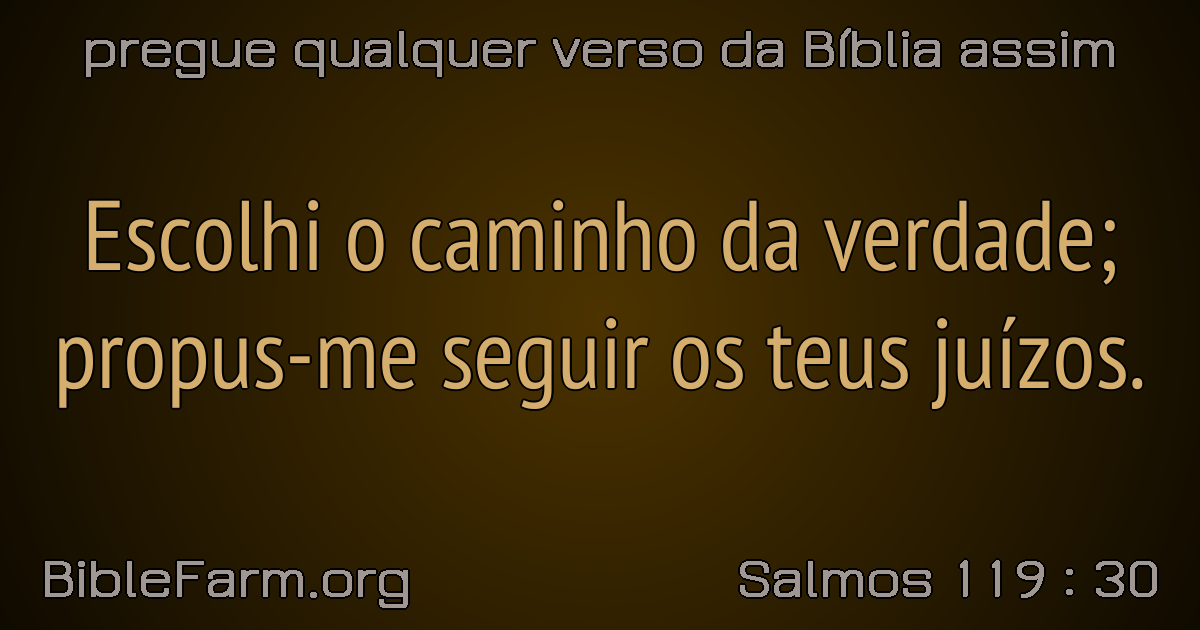 pregue qualquer verso da Bíblia assim
Escolhi o caminho da verdade;
propus-me seguir os teus juízos.
BibleFarm.org
Salmos 119 : 30